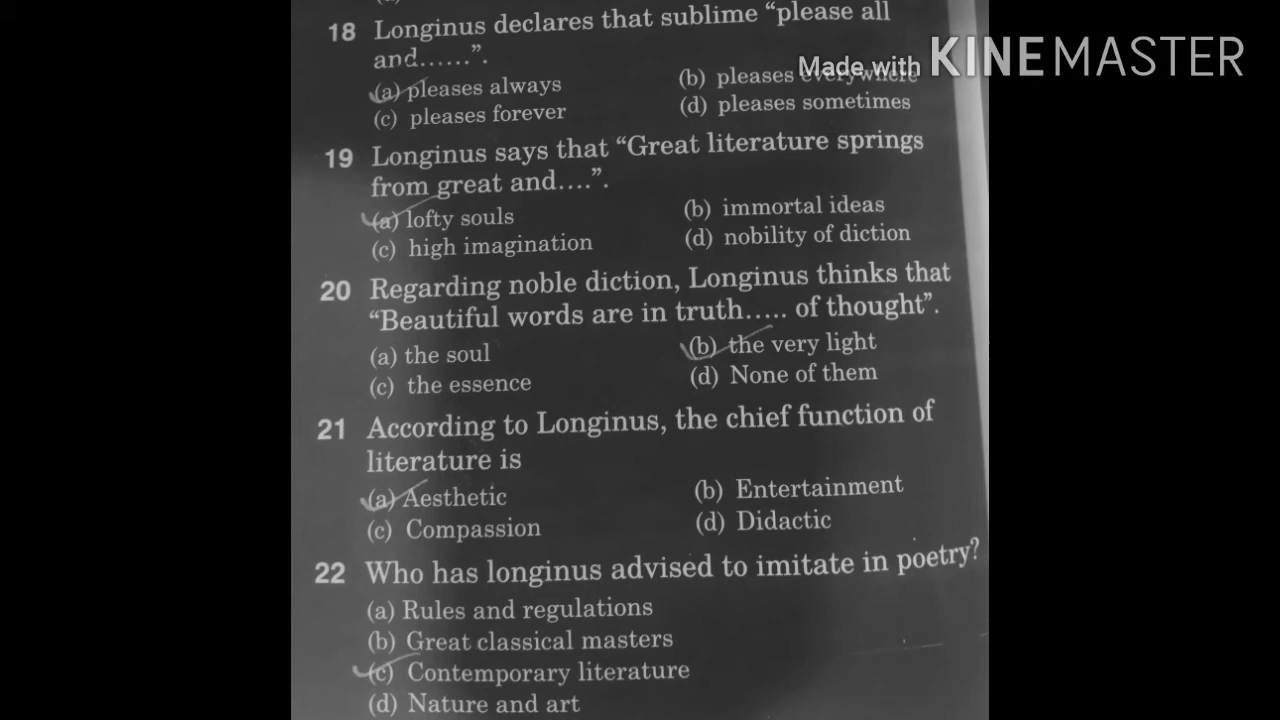 18 Longinus declares that sublime “please all
and......”.
(a) pleases always (b) pleases everywhere
(c) pleases forever (d) pleases sometimes
19 Longinus says that “Great literature springs
from great and....”.
(a) lofty souls (b) immortal ideas
(c) high imagination (d) nobility of diction
20 Regarding noble diction, Longinus thinks that
“Beautiful words are in truth..... of thought”.
(a) the soul (b) the very light
(c) the essence (d) None of them
21 According to Longinus, the chief function of
literature is
(a) Aesthetic (b) Entertainment
(c) Compassion (d) Didactic
22 Who has longinus advised to imitate in poetry?
(a) Rules and regulations
(b) Great classical masters
(c) Contemporary literature
(d) Nature and art
Made with KINEMASTER